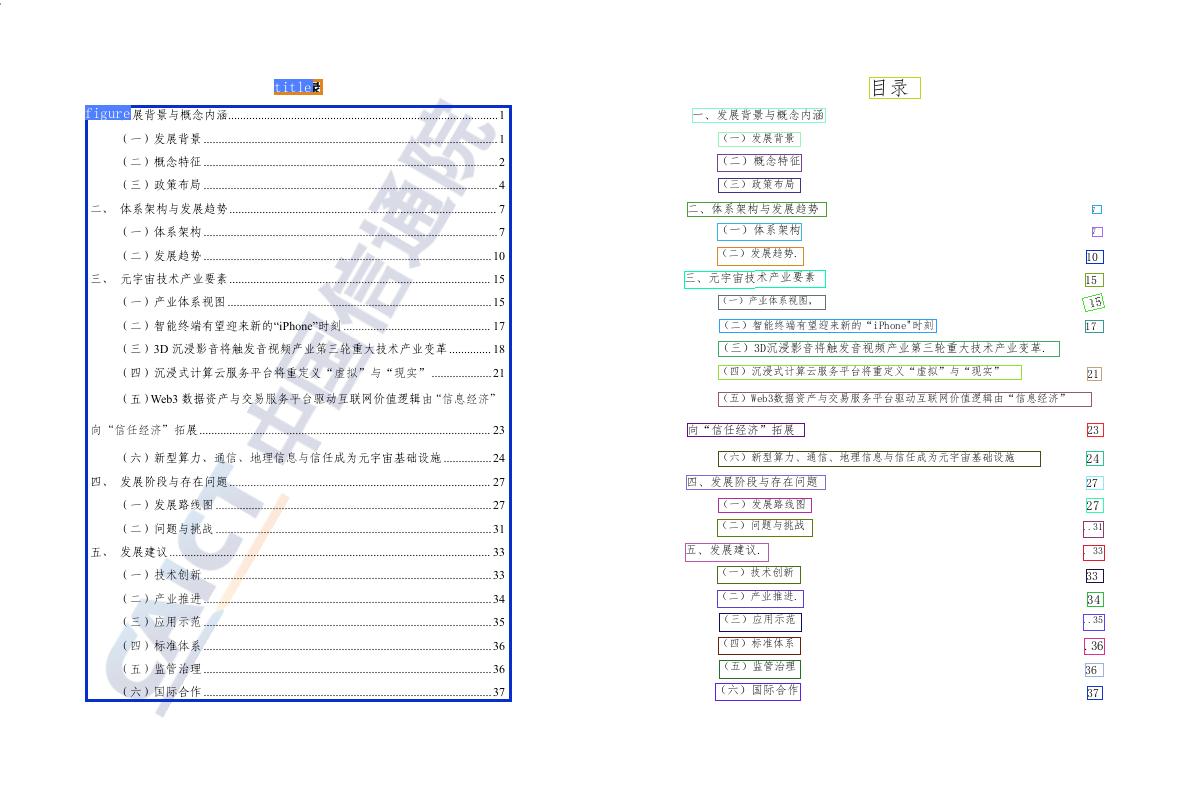 title录
figure展背景与概念内涵........1
（一）发展背景........1
（二）概念特征........2
（三）政策布局........4
二、 体系架构与发展趋势........7
（一）体系架构........7
（二）发展趋势........10
三、 元宇宙技术产业要素........15
（一）产业体系视图........15
（二）智能终端有望迎来新的“iPhone”时刻........17
（三）3D 沉浸影音将触发音视频产业第三轮重大技术产业变革........18
（四）沉浸式计算云服务平台将重定义“虚拟”与“现实”........21
（五）Web3 数据资产与交易服务平台驱动互联网价值逻辑由“信息经济”
向“信任经济”拓展........23
（六）新型算力、通信、地理信息与信任成为元宇宙基础设施........24
四、 发展阶段与存在问题........27
（一）发展路线图........27
（二）问题与挑战........31
五、 发展建议........33
（一）技术创新........33
（二）产业推进........34
（三）应用示范........35
（四）标准体系........36
（五）监管治理........36
（六）国际合作........37
CAICT 中国信通院
目录
一、发展背景与概念内涵
（一）发展背景
（二）概念特征
（三）政策布局
二、体系架构与发展趋势 7
（一）体系架构 7
（二）发展趋势. 10
三、元宇宙技术产业要素 15
（一）产业体系视图, 15
（二）智能终端有望迎来新的“iPhone"时刻 17
（三）3D沉浸影音将触发音视频产业第三轮重大技术产业变革.
（四）沉浸式计算云服务平台将重定义“虚拟”与“现实” 21
（五）Web3数据资产与交易服务平台驱动互联网价值逻辑由“信息经济”
向“信任经济”拓展 23
（六）新型算力、通信、地理信息与信任成为元宇宙基础设施 24
四、发展阶段与存在问题 27
（一）发展路线图 27
（二）问题与挑战 ..31
五、发展建议. . 33
（一）技术创新 33
（二）产业推进. 34
（三）应用示范 ..35
（四）标准体系 . 36
（五）监管治理 36
（六）国际合作 37